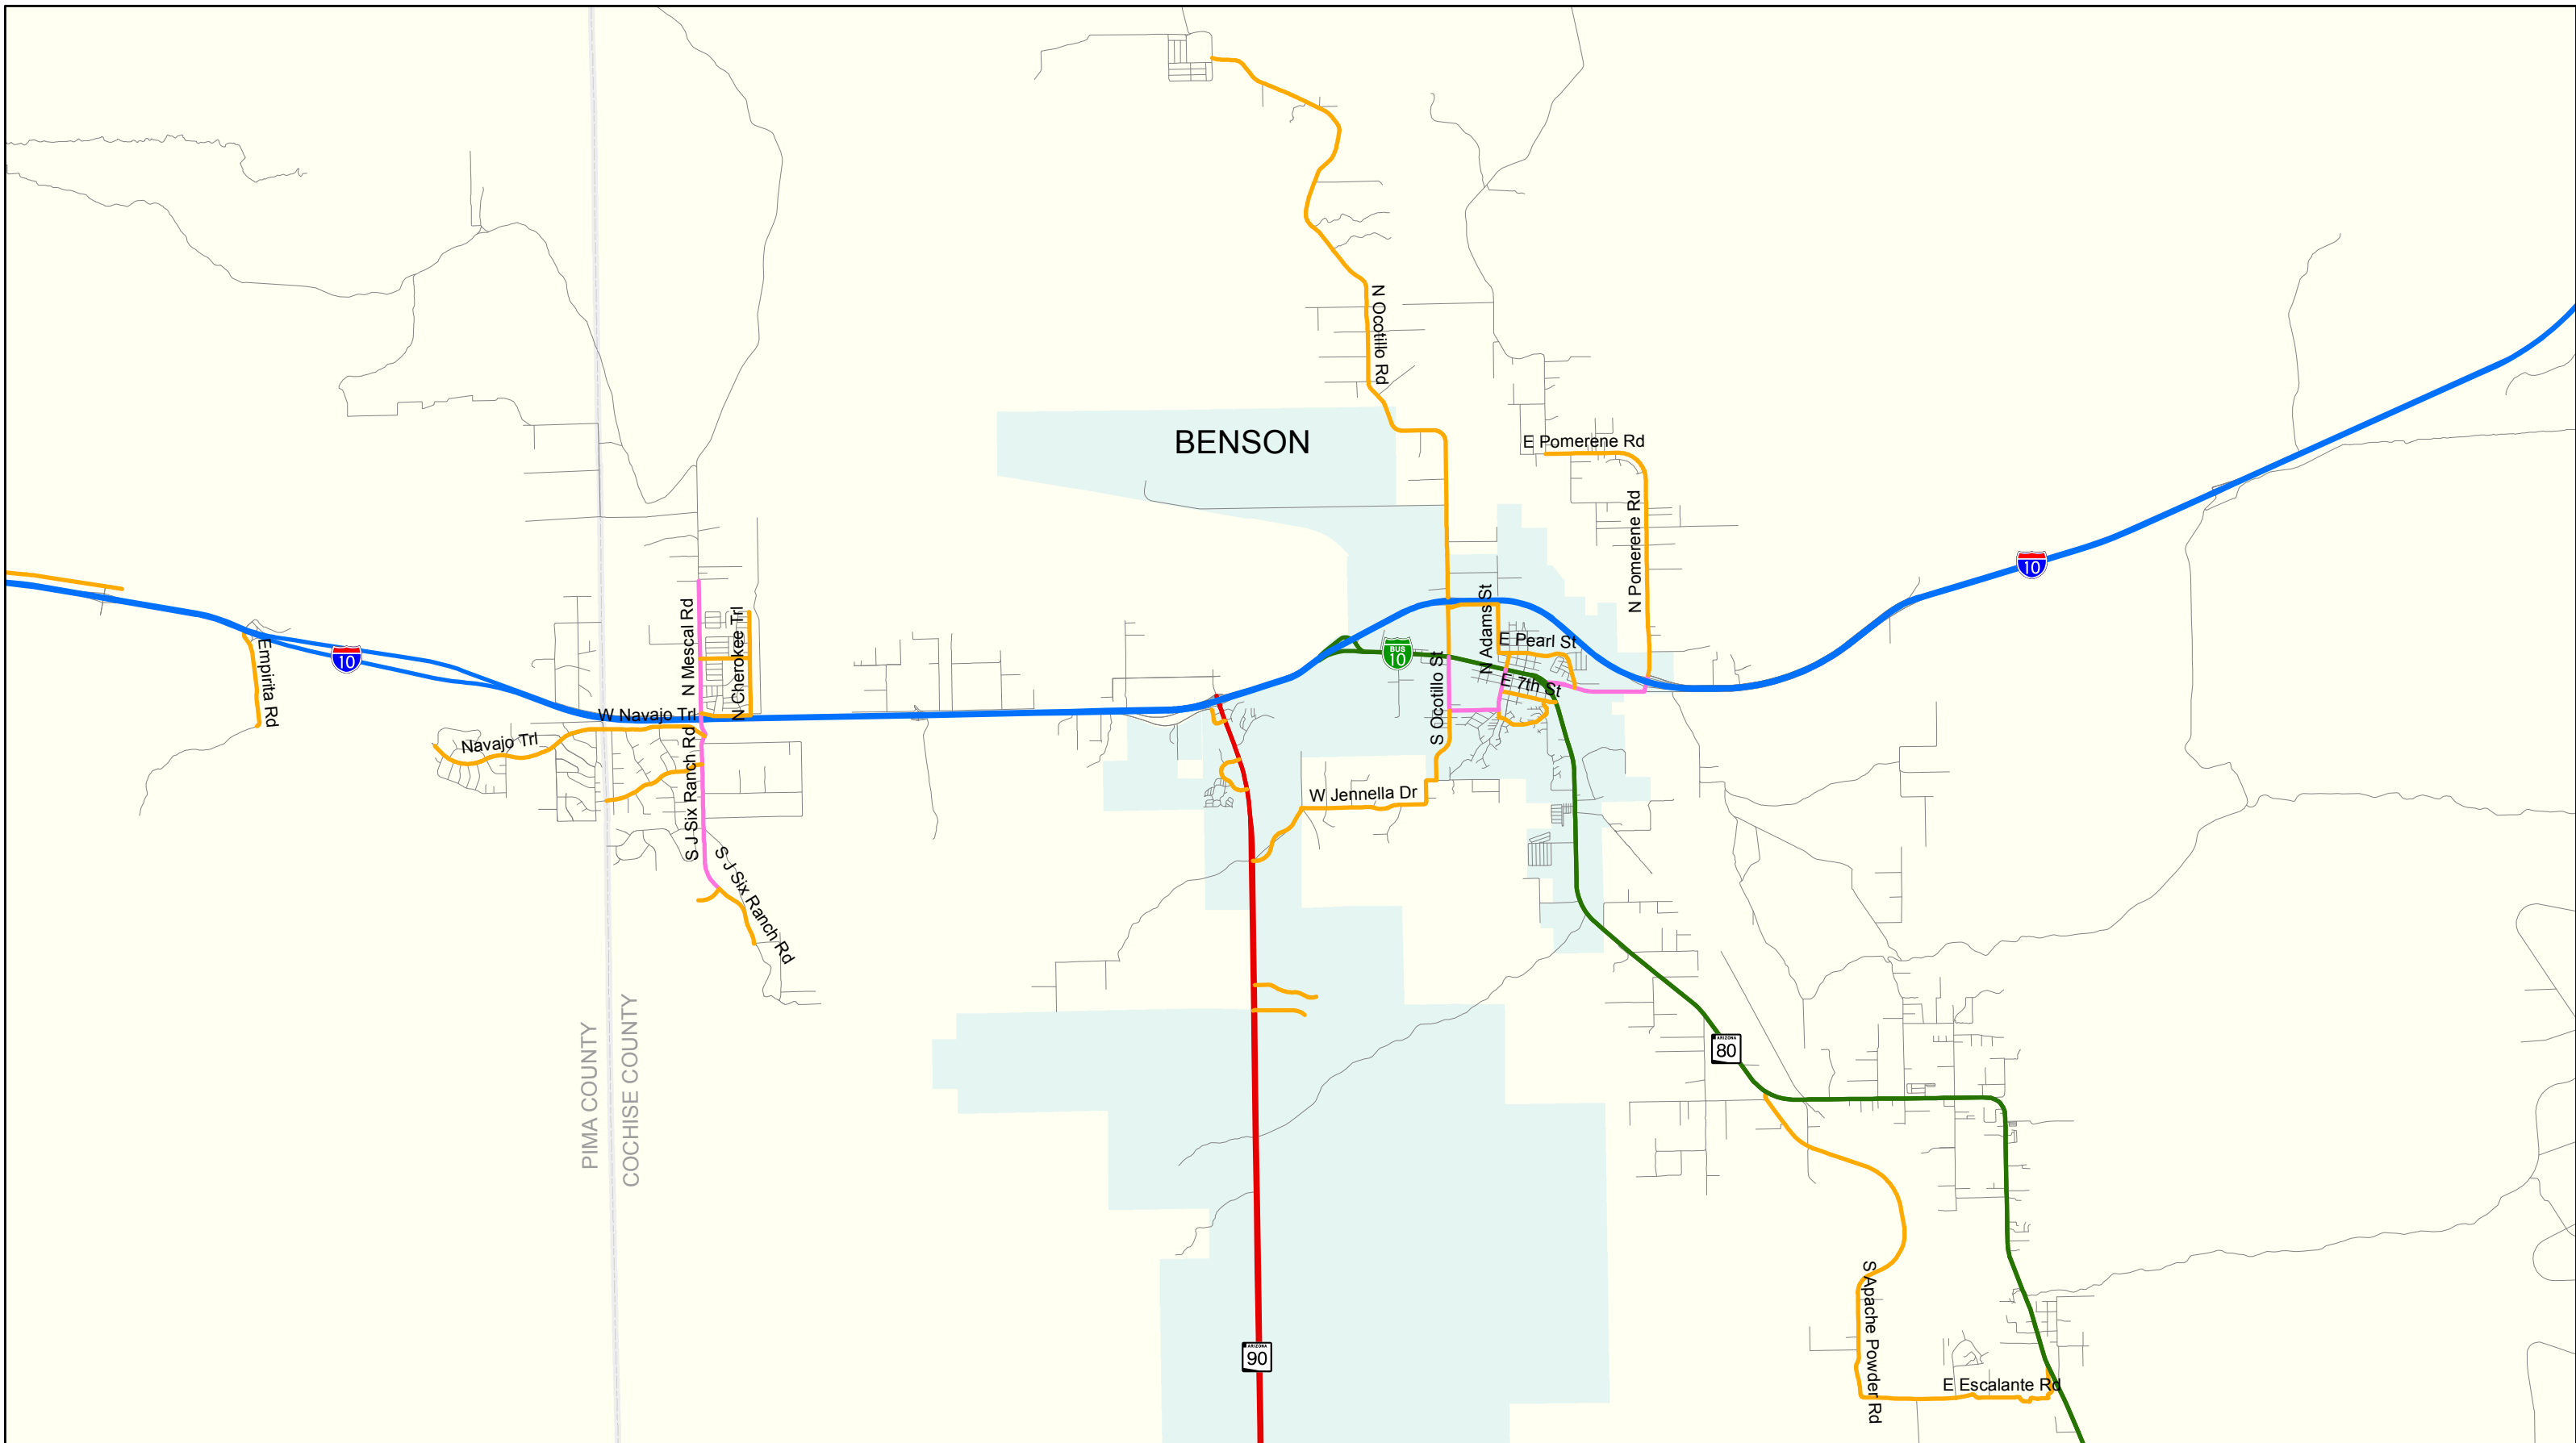 N Ocotillo Rd
BENSON
E Pomerene Rd
N Pomerene Rd
10
N Mescal Rd
N Cherokee Trl
N Adams St
E Pearl St
BUS
10
Empirita Rd
10
S Ocotillo St
E 7th St
W Navajo Trl
Navajo Trl
S J Six Ranch Rd
W Jennella Dr
S J Six Ranch Rd
PIMA COUNTY
COCHISE COUNTY
ARIZONA
80
S Apache Powder Rd
ARIZONA
90
E Escalante Rd